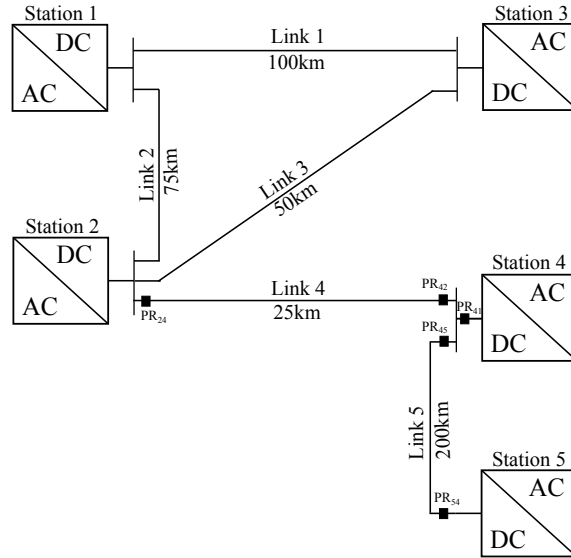 Station 1
DC
AC
Link 1
100km
Station 3
AC
DC
Link 2
75km
Link 3
50km
Station 2
DC
AC
PR₂₄
Link 4
25km
PR₄₂
PR₄₁
PR₄₅
Station 4
AC
DC
Link 5
200km
PR₅₄
Station 5
AC
DC